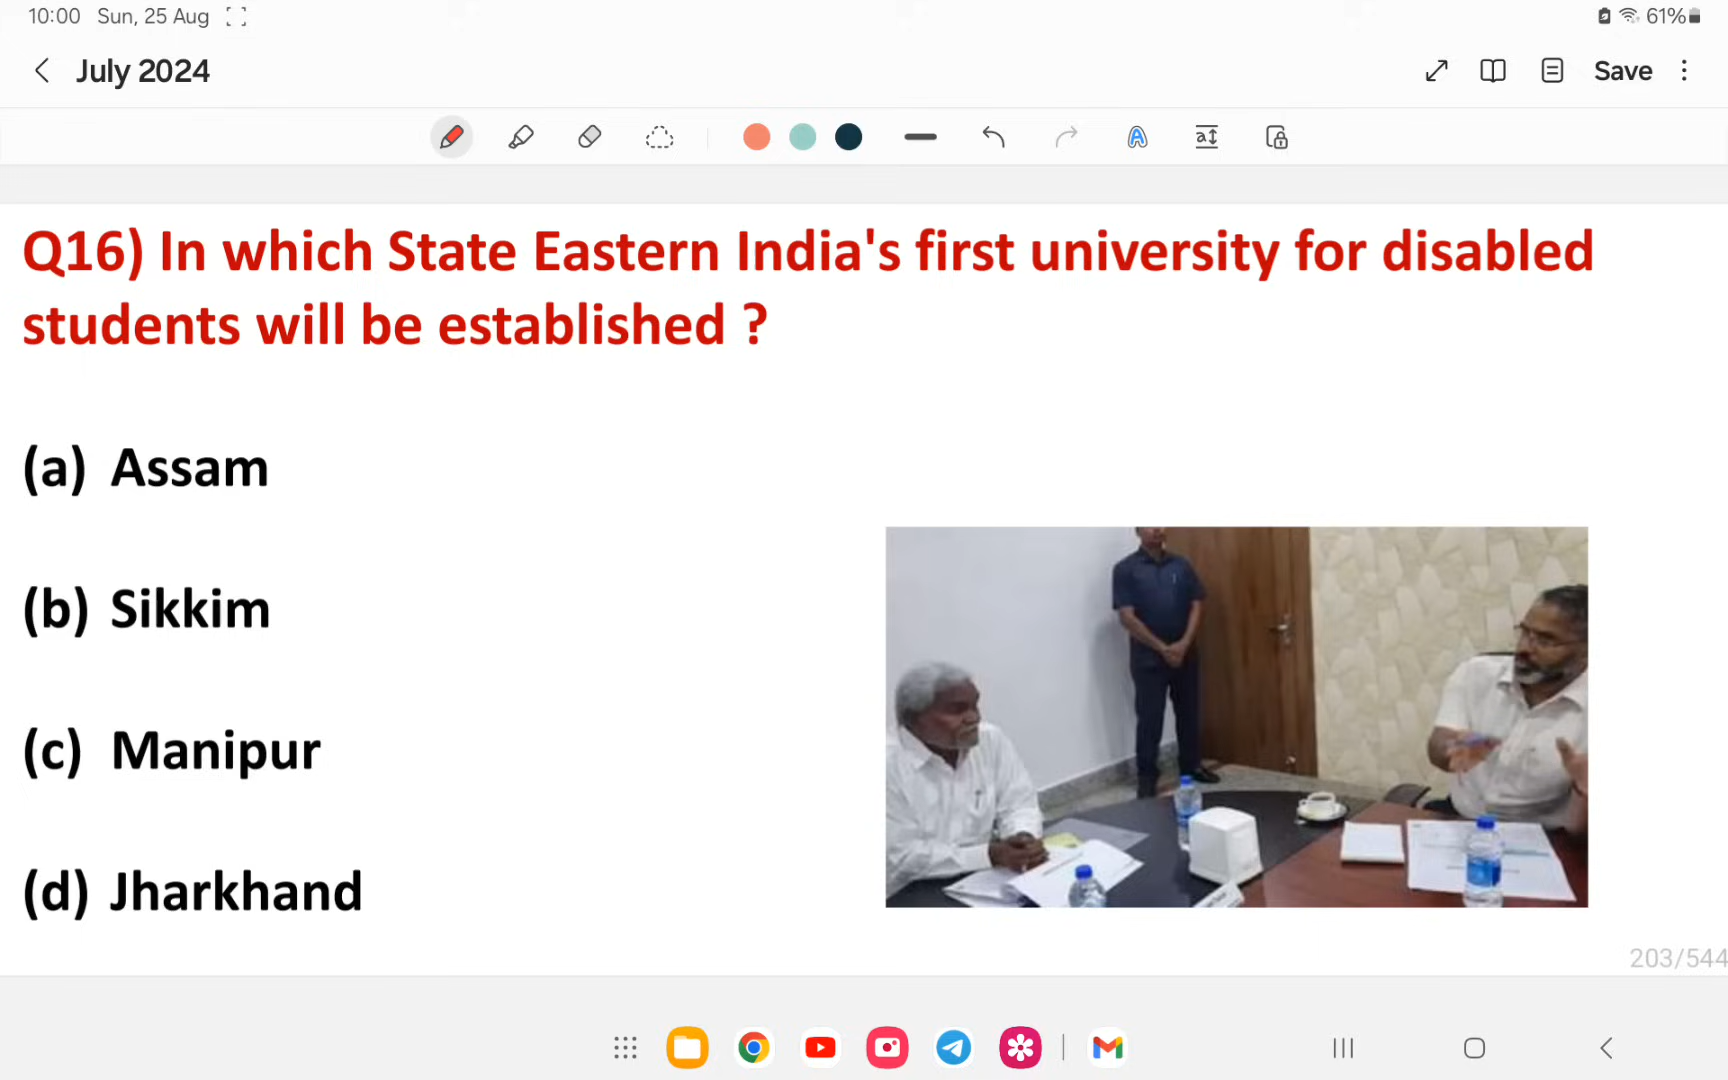 10:00 Sun, 25 Aug 61%
July 2024 Save
Q16) In which State Eastern India's first university for disabled
students will be established ?
(a) Assam
(b) Sikkim
(c) Manipur
(d) Jharkhand
203/544